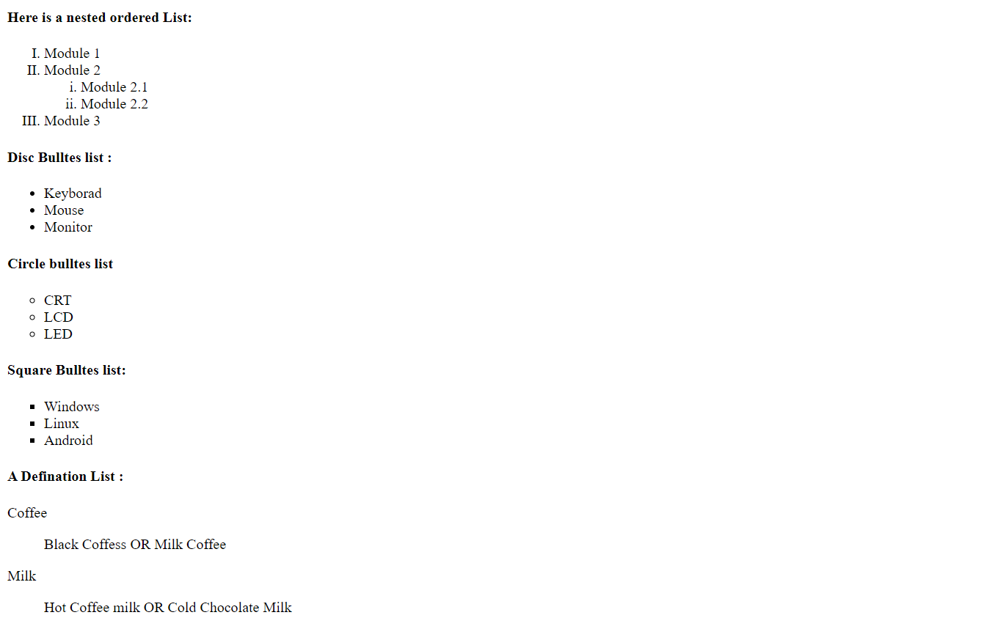 Here is a nested ordered List:
I. Module 1
II. Module 2
i. Module 2.1
ii. Module 2.2
III. Module 3
Disc Bulltes list :
• Keyborad
• Mouse
• Monitor
Circle bulltes list
◦ CRT
◦ LCD
◦ LED
Square Bulltes list:
▪ Windows
▪ Linux
▪ Android
A Defination List :
Coffee
Black Coffess OR Milk Coffee
Milk
Hot Coffee milk OR Cold Chocolate Milk